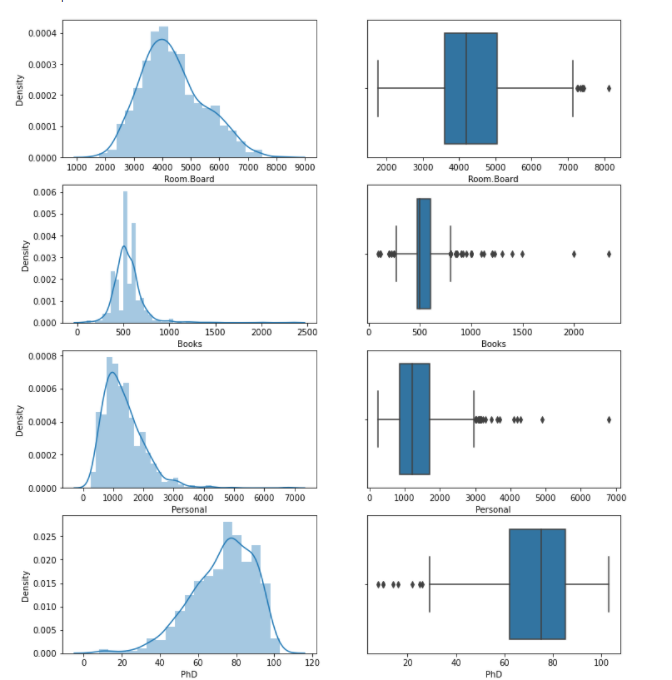 0.0004
0.0003
0.0002
0.0001
0.0000
Density
1000 2000 3000 4000 5000 6000 7000 8000 9000
Room.Board
2000 3000 4000 5000 6000 7000 8000
Room.Board
0.006
0.005
0.004
0.003
0.002
0.001
0.000
Density
0 500 1000 1500 2000 2500
Books
0 500 1000 1500 2000
Books
0.0008
0.0006
0.0004
0.0002
0.0000
Density
0 1000 2000 3000 4000 5000 6000 7000
Personal
0 1000 2000 3000 4000 5000 6000 7000
Personal
0.025
0.020
0.015
0.010
0.005
0.000
Density
0 20 40 60 80 100 120
PhD
20 40 60 80 100
PhD